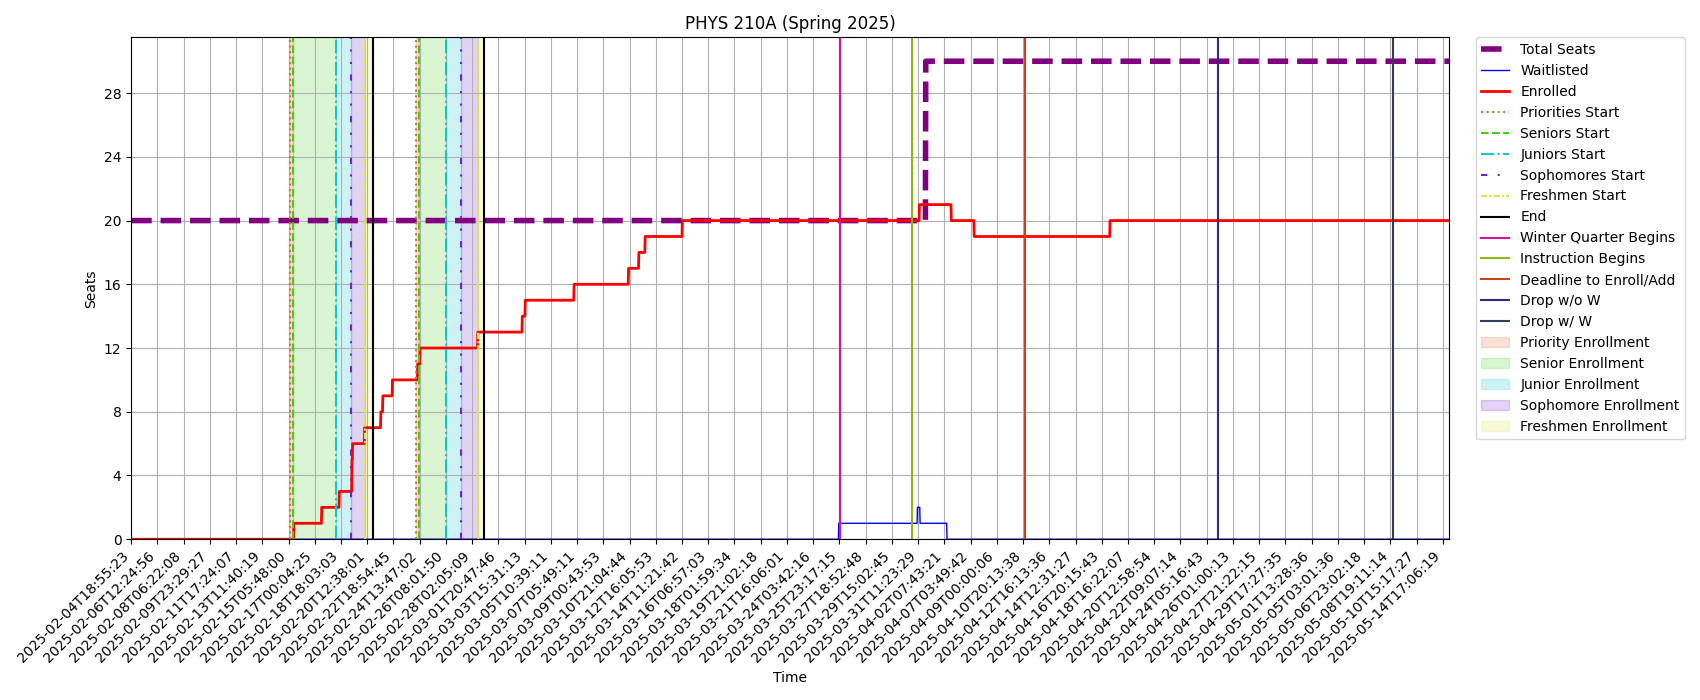 PHYS 210A (Spring 2025)
Total Seats
Waitlisted
Enrolled
Priorities Start
Seniors Start
Juniors Start
Sophomores Start
Freshmen Start
End
Winter Quarter Begins
Instruction Begins
Deadline to Enroll/Add
Drop w/o W
Drop w/ W
Priority Enrollment
Senior Enrollment
Junior Enrollment
Sophomore Enrollment
Freshmen Enrollment
Seats
28
24
20
16
12
8
4
0
2025-02-04T18:55:23
2025-02-06T12:24:56
2025-02-08T06:22:08
2025-02-09T23:29:27
2025-02-11T17:24:07
2025-02-13T11:40:19
2025-02-15T05:48:00
2025-02-17T00:04:25
2025-02-18T18:03:03
2025-02-20T12:38:01
2025-02-22T18:54:45
2025-02-24T13:47:02
2025-02-26T08:01:50
2025-02-28T02:05:09
2025-03-01T20:47:46
2025-03-03T15:31:13
2025-03-05T10:39:11
2025-03-07T05:49:11
2025-03-09T00:43:53
2025-03-10T21:04:44
2025-03-12T16:05:53
2025-03-14T11:21:42
2025-03-16T06:57:03
2025-03-18T01:59:34
2025-03-19T21:02:18
2025-03-21T16:06:01
2025-03-24T03:42:16
2025-03-25T23:17:15
2025-03-27T18:52:48
2025-03-29T15:02:45
2025-03-31T11:23:29
2025-04-02T07:43:21
2025-04-07T03:49:42
2025-04-09T00:00:06
2025-04-10T20:13:38
2025-04-12T16:13:36
2025-04-14T12:31:27
2025-04-16T20:15:43
2025-04-18T16:22:07
2025-04-20T12:58:54
2025-04-22T09:07:14
2025-04-24T05:16:43
2025-04-26T01:00:13
2025-04-27T21:22:15
2025-04-29T17:27:35
2025-05-01T13:28:36
2025-05-05T03:01:36
2025-05-06T23:02:18
2025-05-08T19:11:14
2025-05-10T15:17:27
2025-05-14T17:06:19
Time